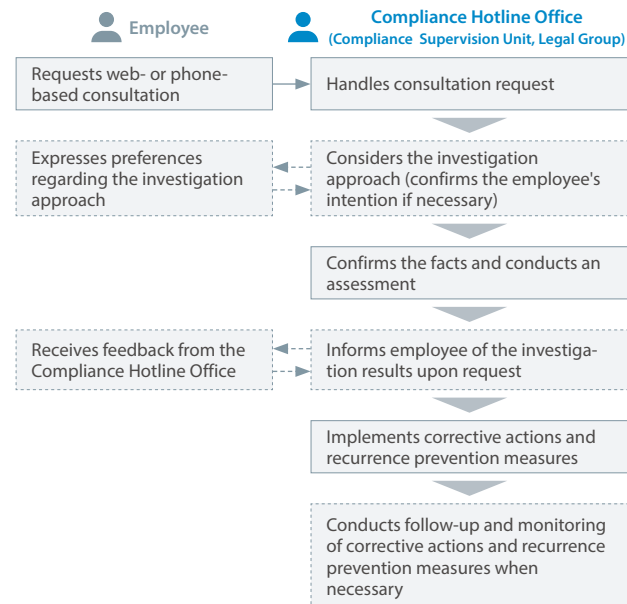 Employee
Compliance Hotline Office
(Compliance Supervision Unit, Legal Group)
Requests web- or phone-
based consultation
Handles consultation request
Expresses preferences
regarding the investigation
approach
Considers the investigation
approach (confirms the employee's
intention if necessary)
Confirms the facts and conducts an
assessment
Receives feedback from the
Compliance Hotline Office
Informs employee of the investiga-
tion results upon request
Implements corrective actions and
recurrence prevention measures
Conducts follow-up and monitoring
of corrective actions and recurrence
prevention measures when
necessary